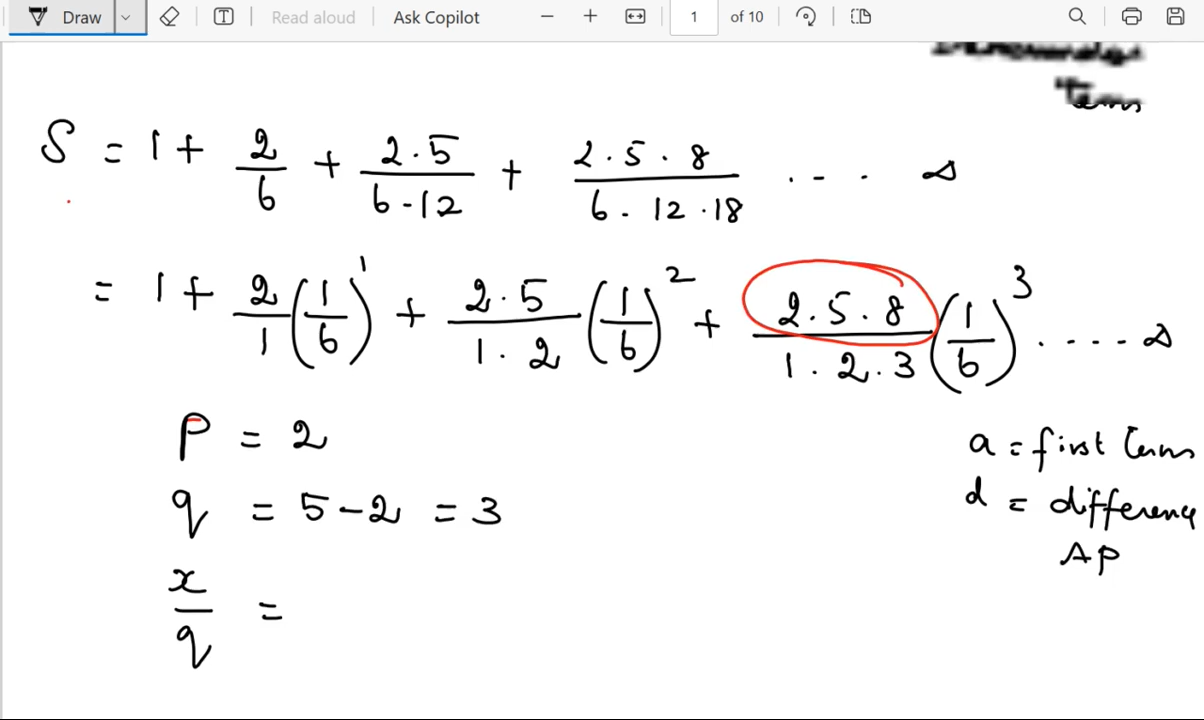 Draw Read aloud Ask Copilot 1 of 10
Terms
S = 1 + 2/6 + 2·5/6-12 + 2·5·8/6-12·18 ---- ∞
= 1 + 2/1 (1/6)^1 + 2·5/1·2 (1/6)^2 + 2·5·8/1·2·3 (1/6)^3 ---- ∞
P = 2
a = first term
q = 5-2 = 3
d = difference
AP
x/q =